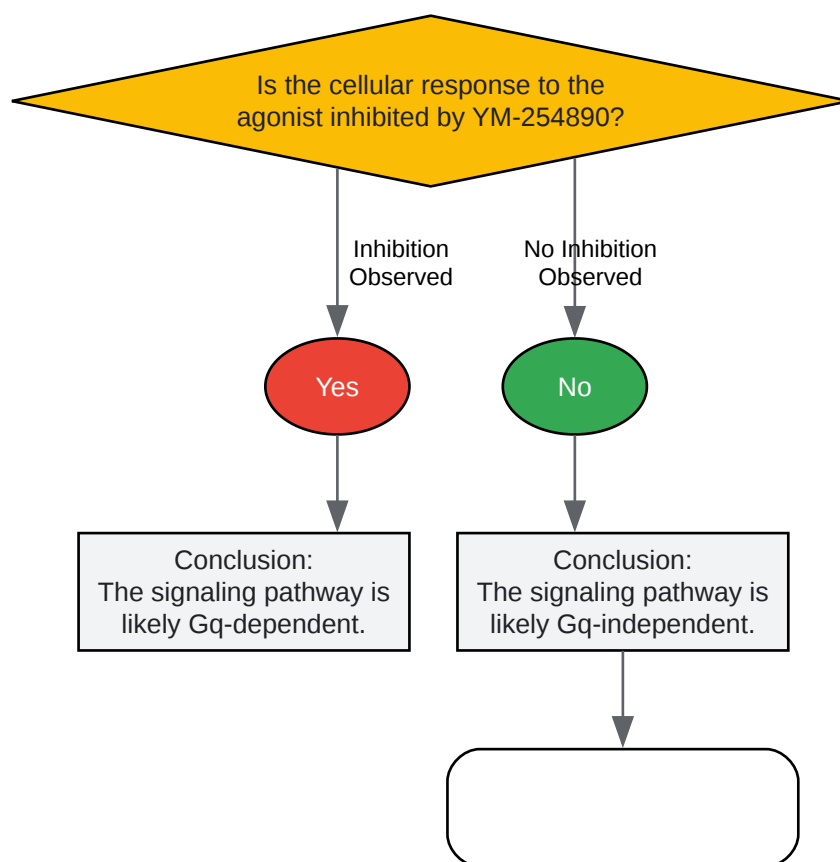 Is the cellular response to the
agonist inhibited by YM-254890?
Inhibition
Observed
No Inhibition
Observed
Yes
No
Conclusion:
The signaling pathway is
likely Gq-dependent.
Conclusion:
The signaling pathway is
likely Gq-independent.